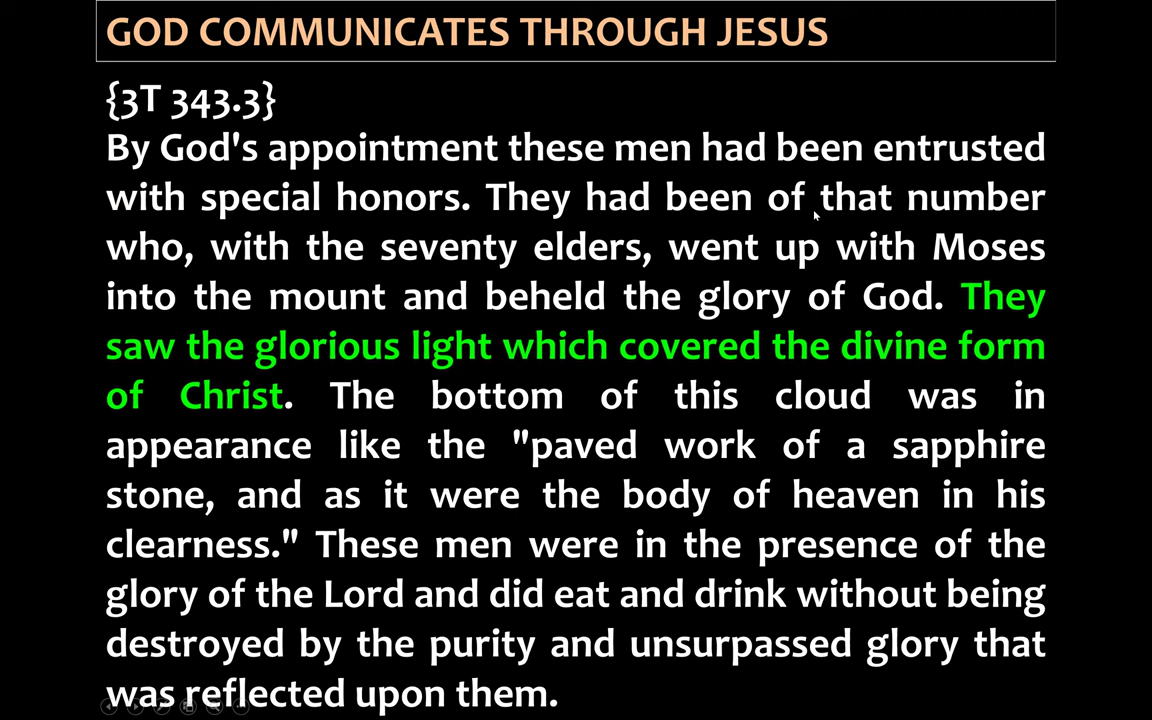 GOD COMMUNICATES THROUGH JESUS
{3T 343.3}
By God's appointment these men had been entrusted
with special honors. They had been of that number
who, with the seventy elders, went up with Moses
into the mount and beheld the glory of God. They
saw the glorious light which covered the divine form
of Christ. The bottom of this cloud was in
appearance like the "paved work of a sapphire
stone, and as it were the body of heaven in his
clearness." These men were in the presence of the
glory of the Lord and did eat and drink without being
destroyed by the purity and unsurpassed glory that
was reflected upon them.